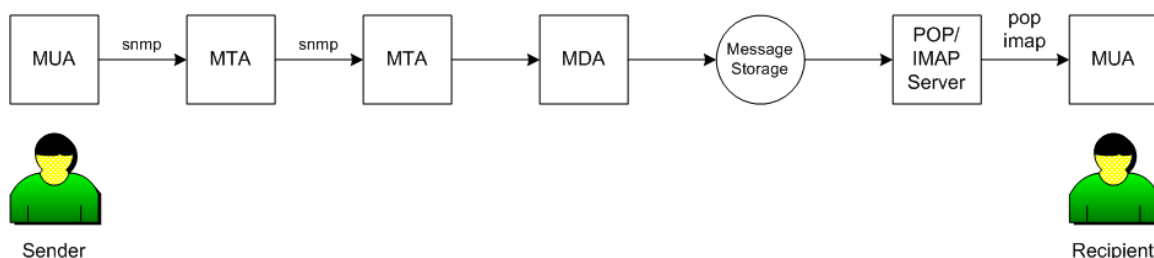 MUA
snmp
MTA
snmp
MTA
MDA
Message
Storage
POP/
IMAP
Server
pop
imap
MUA
Sender
Recipient